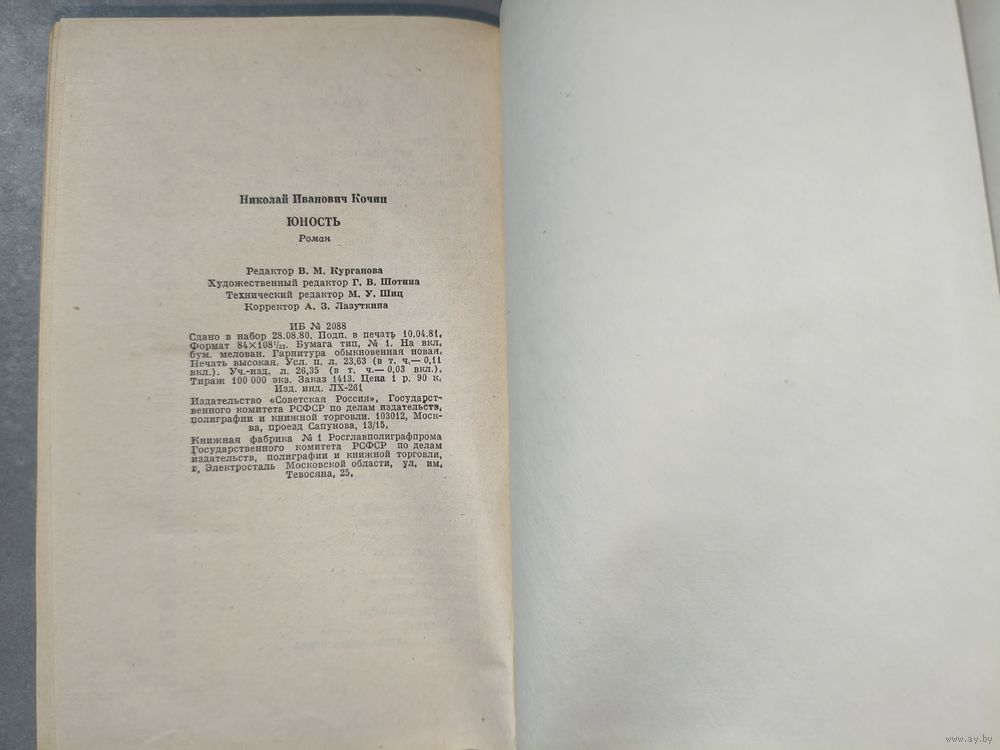 Николай Иванович Кочин
ЮНОСТЬ
Роман
Редактор В. М. Курганова
Художественный редактор Г. В. Шотина
Технический редактор М. У. Шиц
Корректор А. З. Лазуткина
ИБ № 2088
Сдано в набор 28.08.80. Подп. в печать 10.04.81.
Формат 84×108¹/₃₂. Бумага тип. № 1. На вкл.
бум. мелован. Гарнитура обыкновенная новая.
Печать высокая. Усл. п. л. 23,63 (в т. ч.— 0,11
вкл.). Уч.-изд. л. 26,35 (в т. ч.— 0,03 вкл.).
Тираж 100 000 экз. Заказ 1413. Цена 1 р. 90 к.
Изд. инд. ЛХ-261
Издательство «Советская Россия», Государст-
венного комитета РСФСР по делам издательств,
полиграфии и книжной торговли. 103012, Моск-
ва, проезд Сапунова, 13/15.
Книжная фабрика № 1 Росглавполиграфпрома
Государственного комитета РСФСР по делам
издательств, полиграфии и книжной торговли,
г. Электросталь Московской области, ул. им.
Тевосяна, 25.
www.ay.by